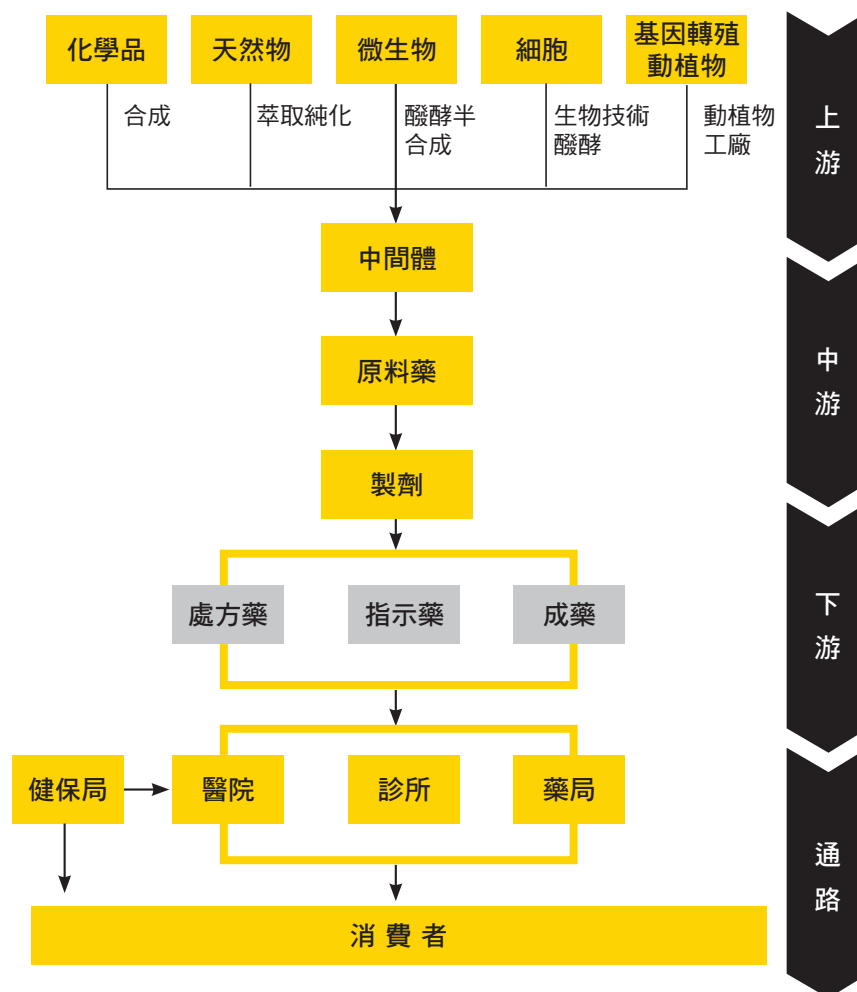 化學品
天然物
微生物
細胞
基因轉殖
動植物
合成
萃取純化
醱酵半
合成
生物技術
醱酵
動植物
工廠
上
游
中間體
原料藥
中
游
製劑
處方藥
指示藥
成藥
下
游
健保局
醫院
診所
藥局
通
路
消費者